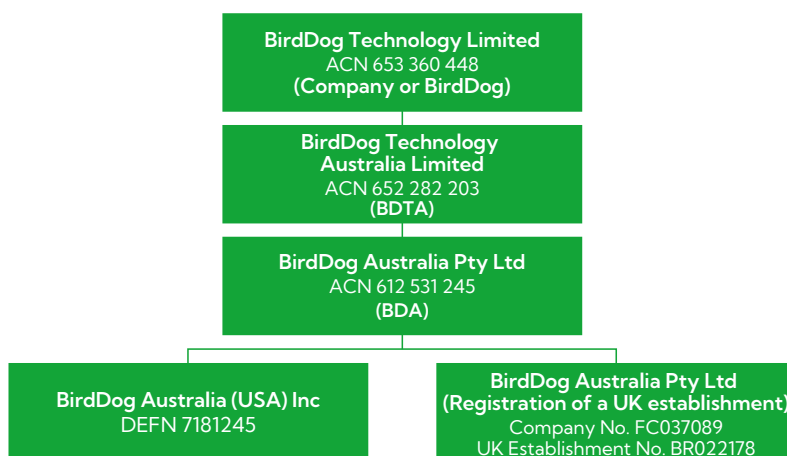 BirdDog Technology Limited
ACN 653 360 448
(Company or BirdDog)
BirdDog Technology
Australia Limited
ACN 652 282 203
(BDTA)
BirdDog Australia Pty Ltd
ACN 612 531 245
(BDA)
BirdDog Australia (USA) Inc
DEFN 7181245
BirdDog Australia Pty Ltd
(Registration of a UK establishment)
Company No. FC037089
UK Establishment No. BR022178